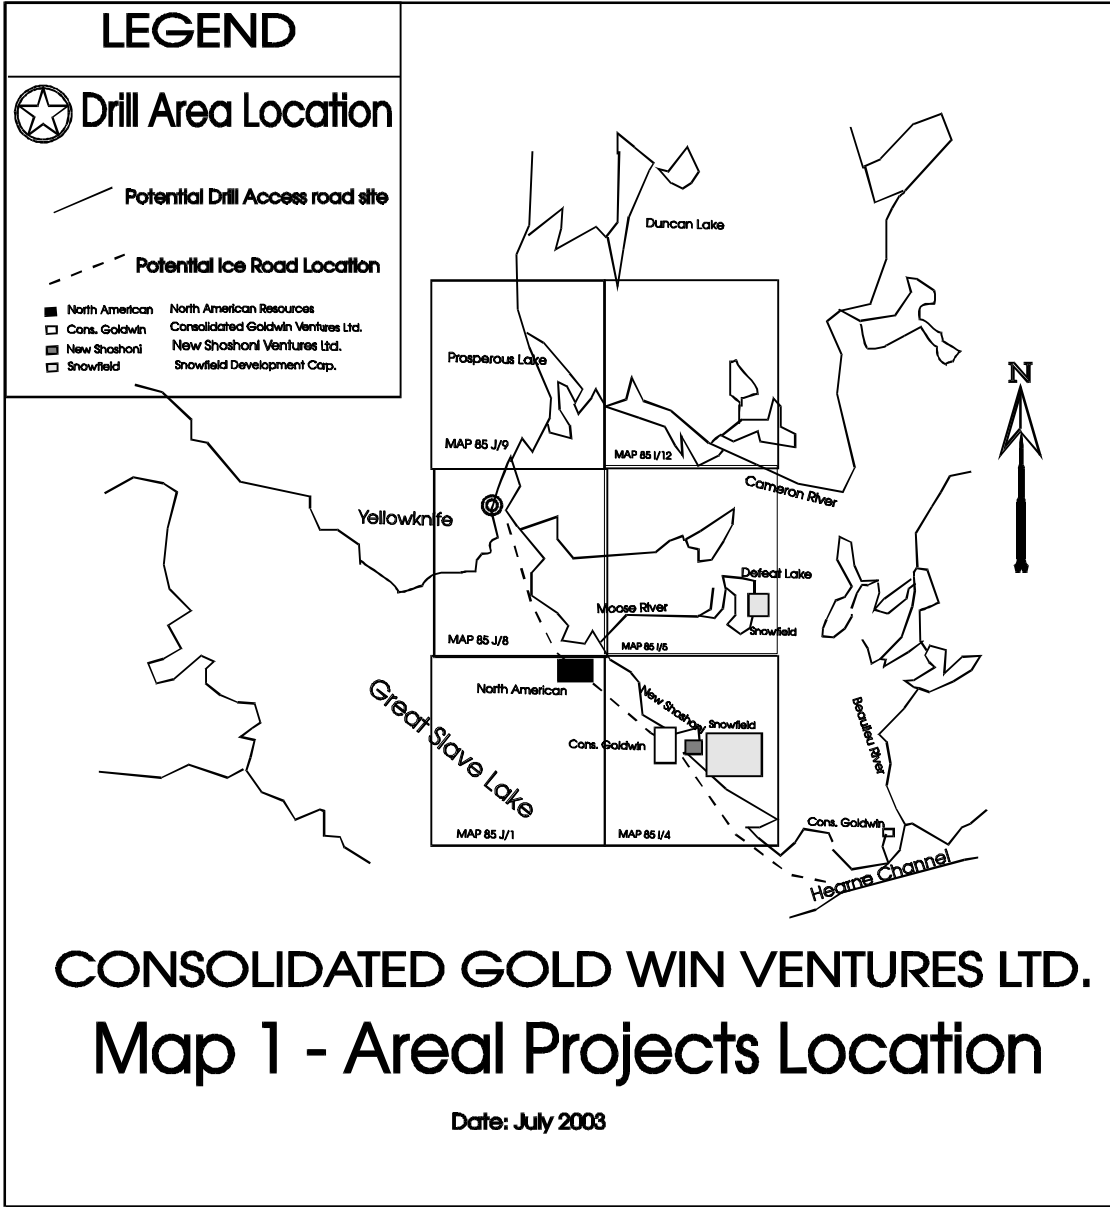 LEGEND
Drill Area Location
Potential Drill Access road site
Potential Ice Road Location
North American North American Resources
Cons. Goldwin Consolidated Goldwin Ventures Ltd.
New Shoshoni New Shoshoni Ventures Ltd.
Snowfield Snowfield Development Corp.
Duncan Lake
Prosperous Lake
N
MAP 85 J/9
MAP 85 I/12
Cameron River
Yellowknife
Defeat Lake
Moose River
Snowfield
MAP 85 J/8
MAP 85 I/5
North American
Great Slave Lake
New Shoshoni
Snowfield
Cons. Goldwin
Beaulieu River
MAP 85 J/1
MAP 85 I/4
Cons. Goldwin
Hearne Channel
CONSOLIDATED GOLD WIN VENTURES LTD.
Map 1 - Areal Projects Location
Date: July 2003